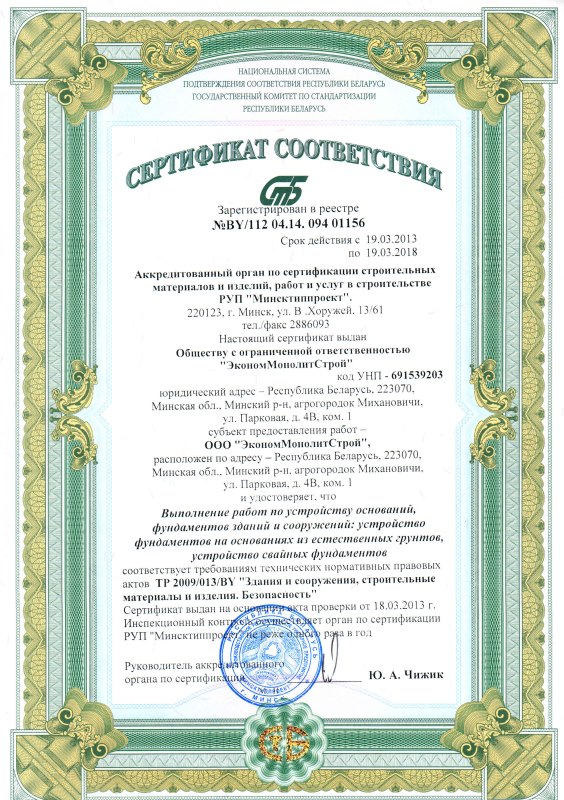 НАЦИОНАЛЬНАЯ СИСТЕМА
ПОДТВЕРЖДЕНИЯ СООТВЕТСТВИЯ РЕСПУБЛИКИ БЕЛАРУСЬ
ГОСУДАРСТВЕННЫЙ КОМИТЕТ ПО СТАНДАРТИЗАЦИИ
РЕСПУБЛИКИ БЕЛАРУСЬ
СЕРТИФИКАТ СООТВЕТСТВИЯ
СТБ
Зарегистрирован в реестре
№BY/112 04.14. 094 01156
Срок действия с 19.03.2013
по 19.03.2018
Аккредитованный орган по сертификации строительных
материалов и изделий, работ и услуг в строительстве
РУП "Минсктиппроект".
220123, г. Минск, ул. В .Хоружей, 13/61
тел./факс 2886093
Настоящий сертификат выдан
Обществу с ограниченной ответственностью
"ЭкономМонолитСтрой"
код УНП - 691539203
юридический адрес – Республика Беларусь, 223070,
Минская обл., Минский р-н, агрогородок Михановичи,
ул. Парковая, д. 4В, ком. 1
субъект предоставления работ –
ООО "ЭкономМонолитСтрой",
расположен по адресу – Республика Беларусь, 223070,
Минская обл., Минский р-н, агрогородок Михановичи,
ул. Парковая, д. 4В, ком. 1
и удостоверяет, что
Выполнение работ по устройству оснований,
фундаментов зданий и сооружений: устройство
фундаментов на основаниях из естественных грунтов,
устройство свайных фундаментов
соответствует требованиям технических нормативных правовых
актов ТР 2009/013/BY "Здания и сооружения, строительные
материалы и изделия. Безопасность"
Сертификат выдан на основании акта проверки от 18.03.2013 г.
Инспекционный контроль осуществляет орган по сертификации
РУП "Минсктиппроект" не реже одного раза в год
Руководитель аккредитованного
органа по сертификации
Ю. А. Чижик
г. МИНСК